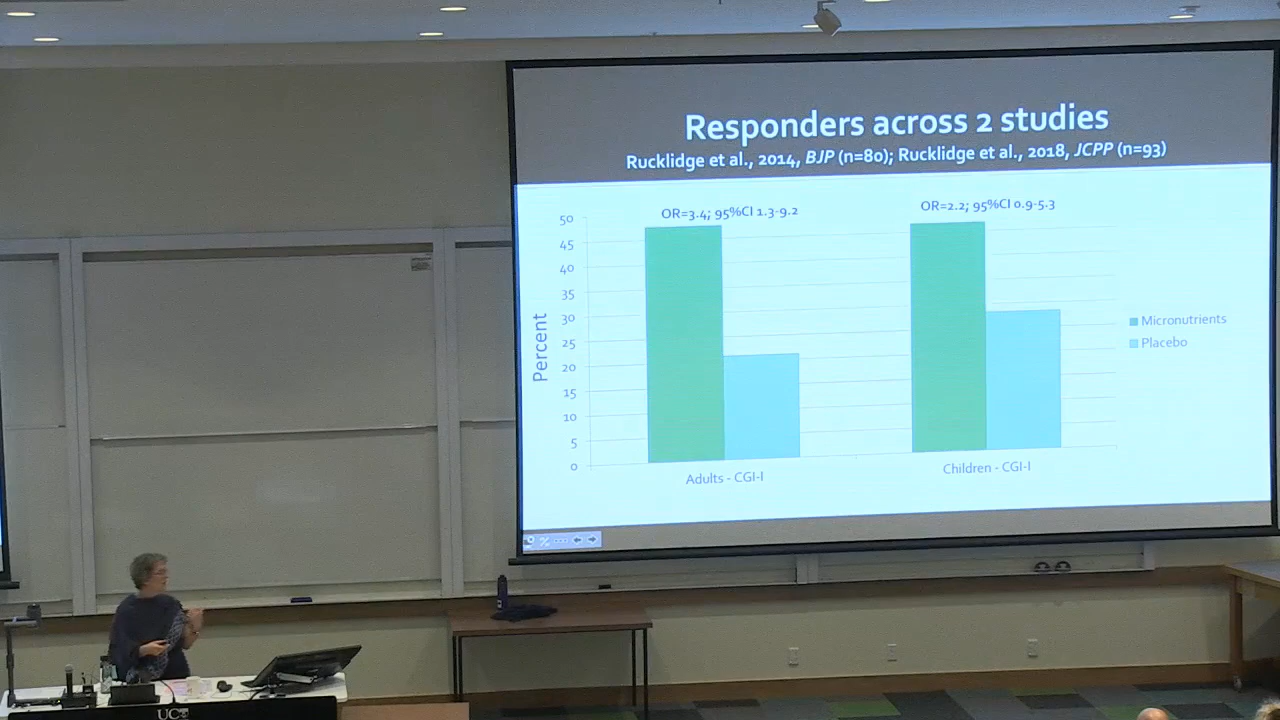 Responders across 2 studies
Rucklidge et al., 2014, BJP (n=80); Rucklidge et al., 2018, JCPP (n=93)
OR=3.4; 95%CI 1.3-9.2
OR=2.2; 95%CI 0.9-5.3
50
45
40
35
30
25
20
15
10
5
0
Percent
Micronutrients
Placebo
Adults - CGI-I
Children - CGI-I
UC